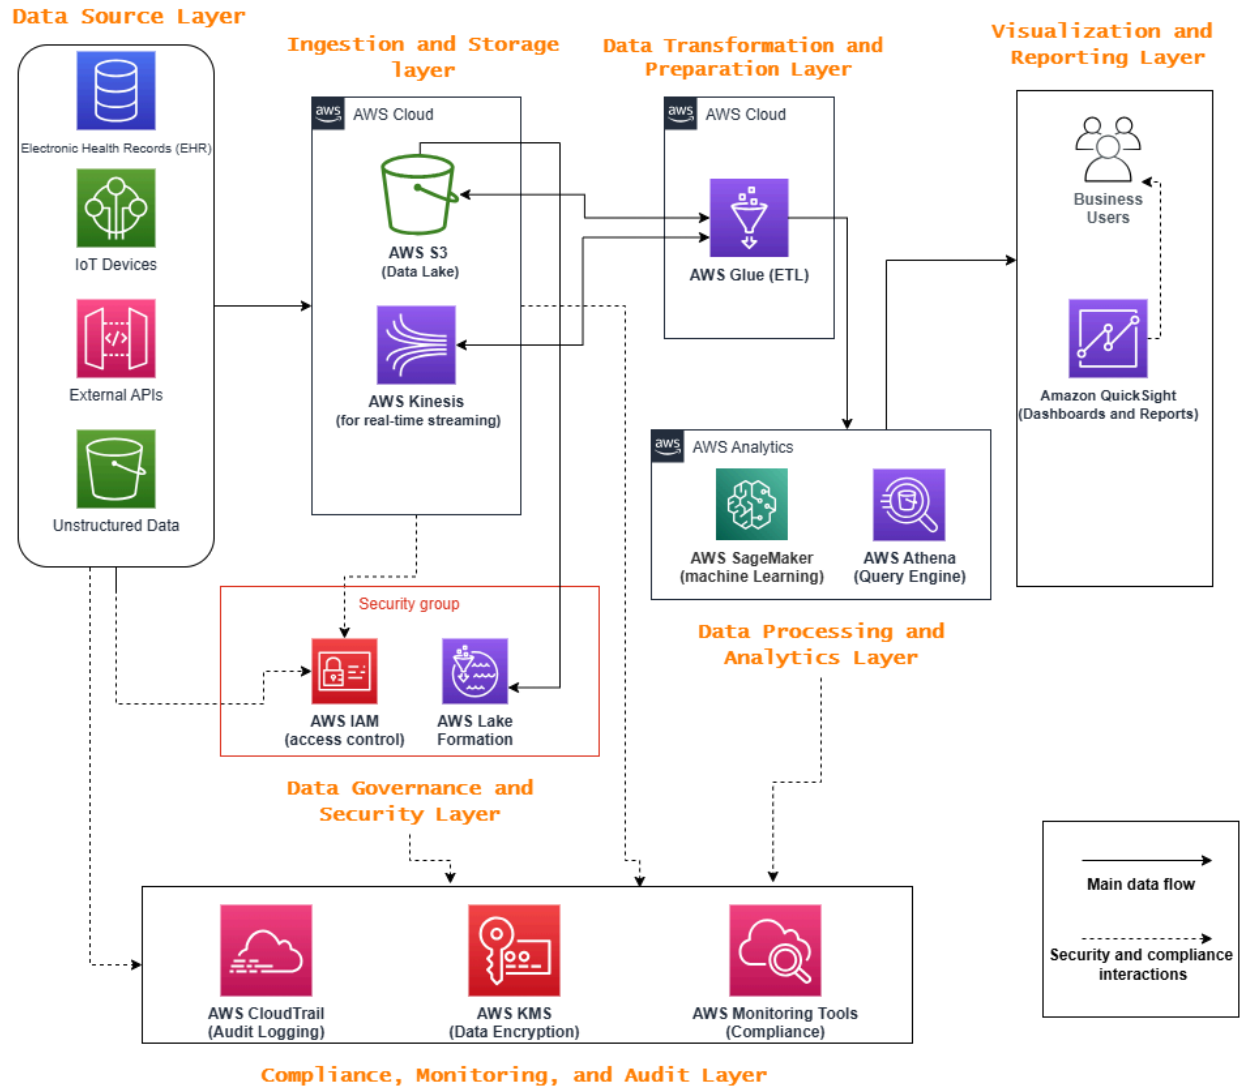 Data Source Layer
Electronic Health Records (EHR)
IoT Devices
External APIs
Unstructured Data
Ingestion and Storage
layer
aws
AWS Cloud
AWS S3
(Data Lake)
AWS Kinesis
(for real-time streaming)
Data Transformation and
Preparation Layer
aws
AWS Cloud
AWS Glue (ETL)
Visualization and
Reporting Layer
Business
Users
Amazon QuickSight
(Dashboards and Reports)
aws
AWS Analytics
AWS SageMaker
(machine Learning)
AWS Athena
(Query Engine)
Data Processing and
Analytics Layer
Security group
AWS IAM
(access control)
AWS Lake
Formation
Data Governance and
Security Layer
AWS CloudTrail
(Audit Logging)
AWS KMS
(Data Encryption)
AWS Monitoring Tools
(Compliance)
Compliance, Monitoring, and Audit Layer
Main data flow
Security and compliance
interactions